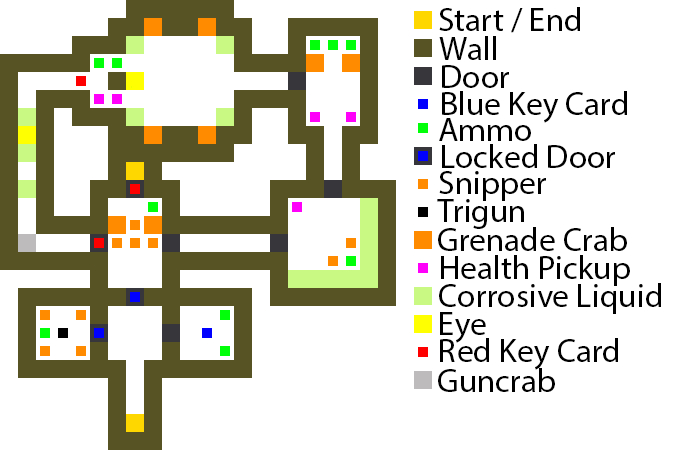 Start / End
Wall
Door
Blue Key Card
Ammo
Locked Door
Snipper
Trigun
Grenade Crab
Health Pickup
Corrosive Liquid
Eye
Red Key Card
Guncrab